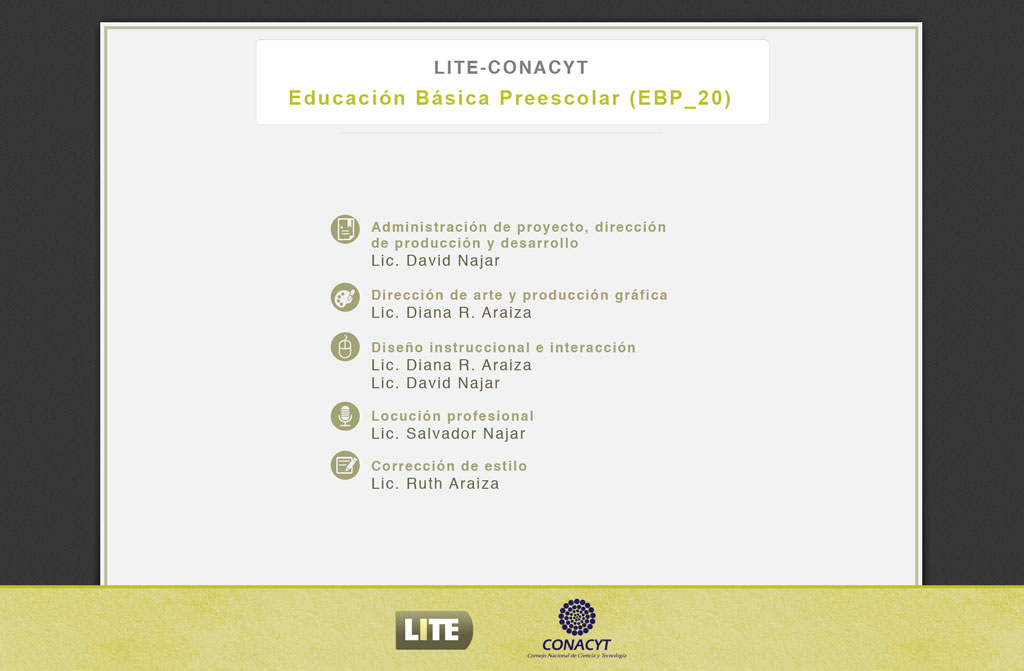 LITE-CONACYT
Educación Básica Preescolar (EBP_20)
Administración de proyecto, dirección
de producción y desarrollo
Lic. David Najar
Dirección de arte y producción gráfica
Lic. Diana R. Araiza
Diseño instruccional e interacción
Lic. Diana R. Araiza
Lic. David Najar
Locución profesional
Lic. Salvador Najar
Corrección de estilo
Lic. Ruth Araiza
LITE
CONACYT
Consejo Nacional de Ciencia y Tecnología